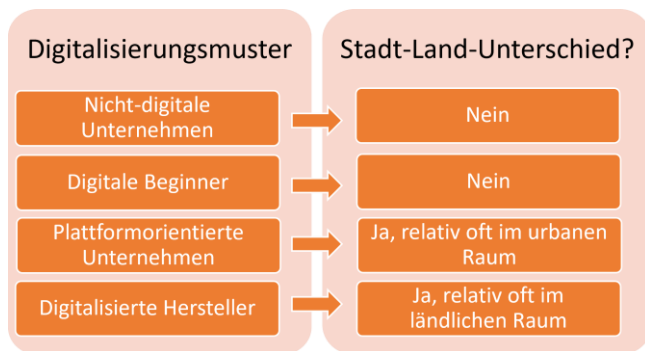 Digitalisierungsmuster
Stadt-Land-Unterschied?
Nicht-digitale
Unternehmen
Nein
Digitale Beginner
Nein
Plattformorientierte
Unternehmen
Ja, relativ oft im urbanen
Raum
Digitalisierte Hersteller
Ja, relativ oft im
ländlichen Raum